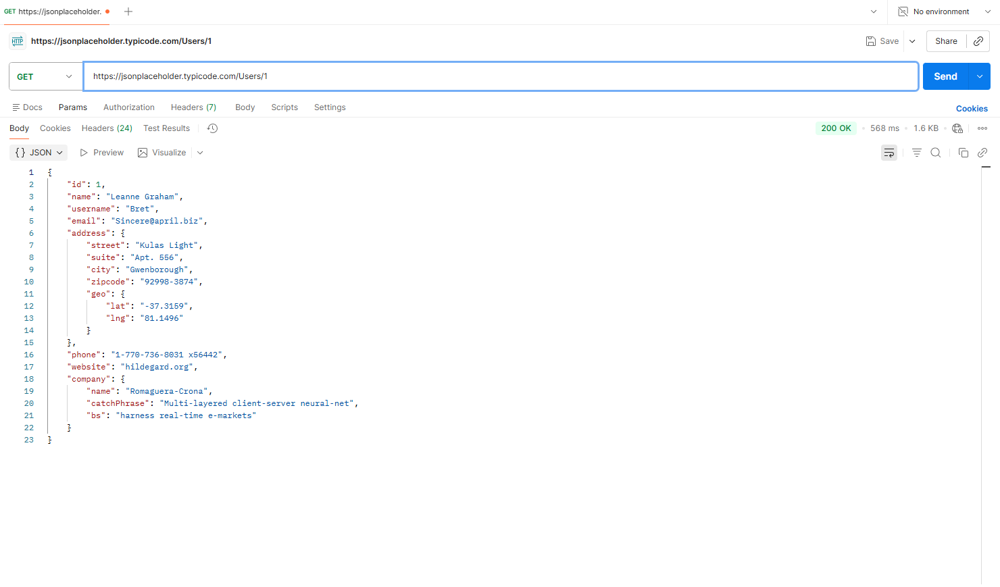 GET https://jsonplaceholder.
No environment
HTTP https://jsonplaceholder.typicode.com/Users/1
Save
Share
GET
https://jsonplaceholder.typicode.com/Users/1
Send
Docs Params Authorization Headers (7) Body Scripts Settings
Cookies
Body Cookies Headers (24) Test Results
200 OK • 568 ms • 1.6 KB
{} JSON Preview Visualize
1 {
2 "id": 1,
3 "name": "Leanne Graham",
4 "username": "Bret",
5 "email": "Sincere@april.biz",
6 "address": {
7 "street": "Kulas Light",
8 "suite": "Apt. 556",
9 "city": "Gwenborough",
10 "zipcode": "92998-3874",
11 "geo": {
12 "lat": "-37.3159",
13 "lng": "81.1496"
14 }
15 },
16 "phone": "1-770-736-8031 x56442",
17 "website": "hildegard.org",
18 "company": {
19 "name": "Romaguera-Crona",
20 "catchPhrase": "Multi-layered client-server neural-net",
21 "bs": "harness real-time e-markets"
22 }
23 }